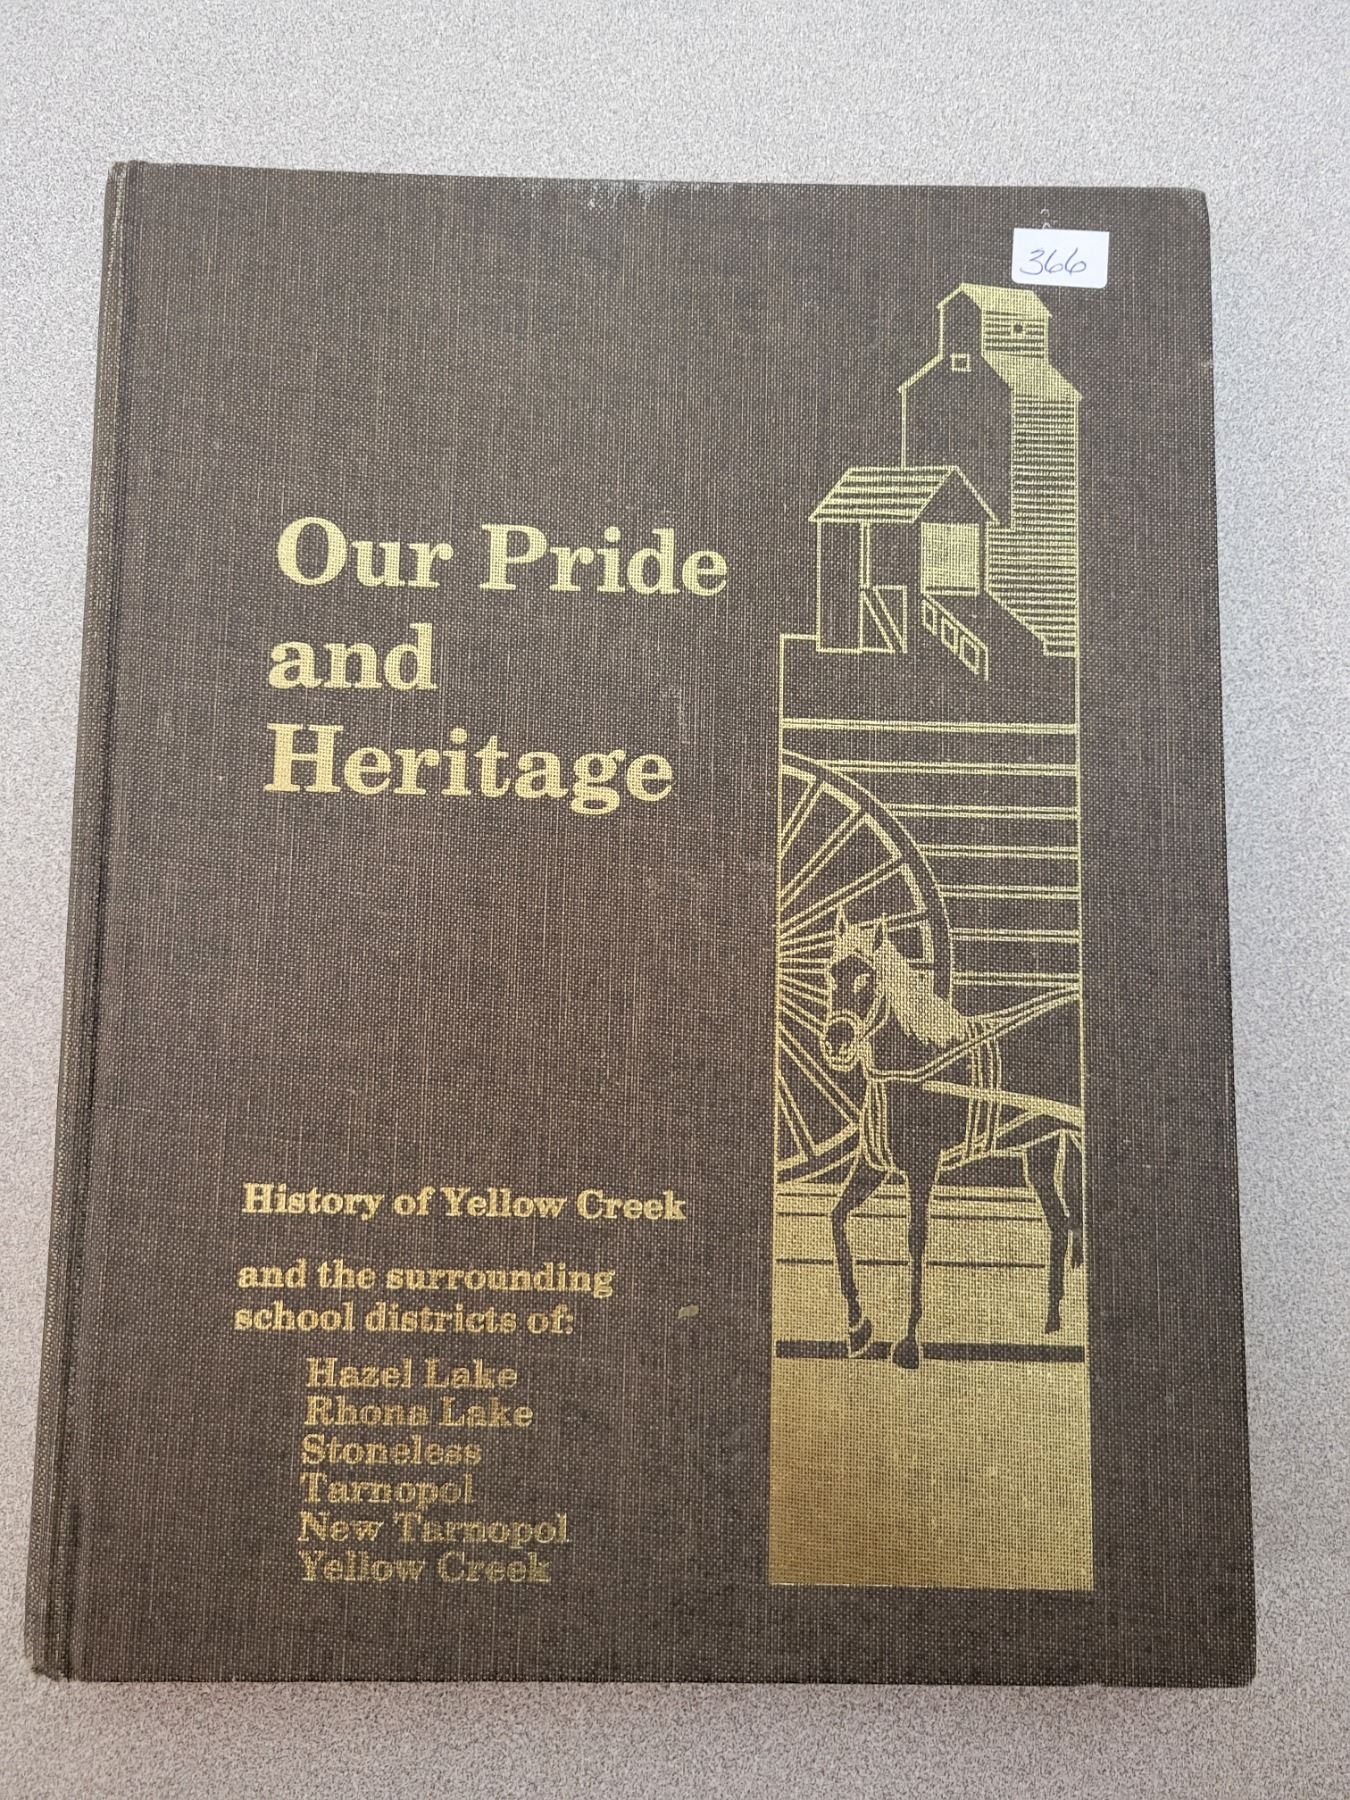 366
Our Pride
and
Heritage
History of Yellow Creek
and the surrounding
school districts of:
Hazel Lake
Rhona Lake
Stoneless
Tarnopol
New Tarnopol
Yellow Creek